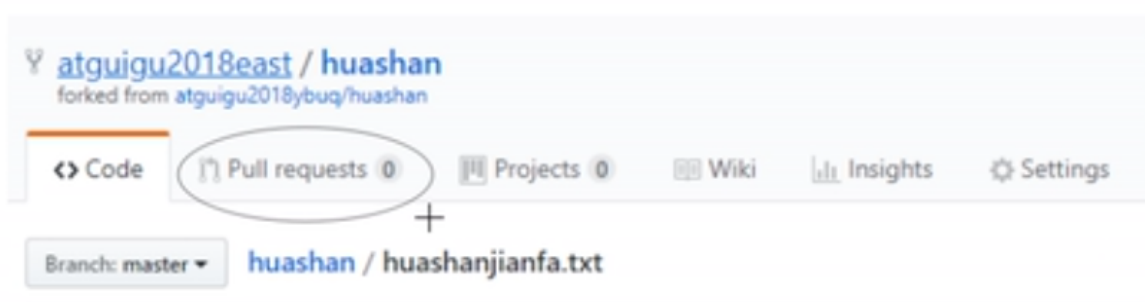 atguigu2018east / huashan
forked from atguigu2018ybuq/huashan
<> Code Pull requests 0 Projects 0 Wiki Insights Settings
Branch: master huashan / huashanjianfa.txt